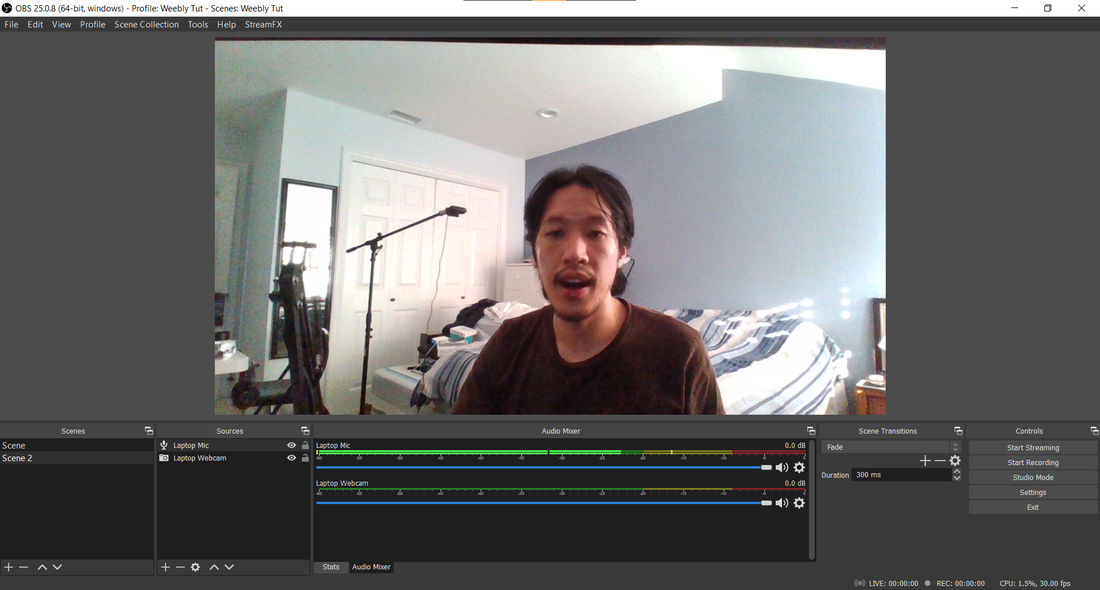 OBS 25.0.8 (64-bit, windows) - Profile: Weebly Tut - Scenes: Weebly Tut
File Edit View Profile Scene Collection Tools Help StreamFX
Scenes
Scene
Scene 2
Sources
Laptop Mic
Laptop Webcam
Audio Mixer
Laptop Mic 0.0 dB
Laptop Webcam 0.0 dB
Stats Audio Mixer
Scene Transitions
Fade
Duration 300 ms
Controls
Start Streaming
Start Recording
Studio Mode
Settings
Exit
LIVE: 00:00:00 REC: 00:00:00 CPU: 1.5%, 30.00 fps